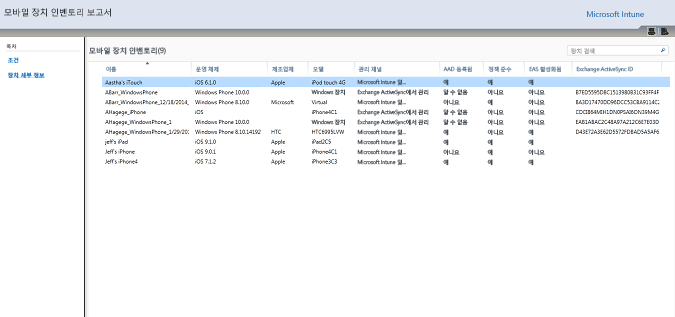 모바일 장치 인벤토리 보고서
Microsoft Intune
목차
조건
장치 세부 정보
모바일 장치 인벤토리(9)
장치 검색
이름 운영 체제 제조업체 모델 관리 채널 AAD 등록됨 정책 준수 EAS 활성화됨 Exchange ActiveSync ID
Aastha's iTouch iOS 6.1.0 Apple iPod touch 4G Microsoft Intune 및... 예 예 예
ABarr_WindowsPhone Windows Phone 10.0.0 Windows 장치 Exchange ActiveSync에서 관리 알 수 없음 아니요 아니요
ABarr_WindowsPhone_12/18/2014_ Windows Phone 8.10.0 Microsoft Virtual Microsoft Intune 및... 아니요 예 아니요
AHagege_iPhone iOS iPhone4C1 Exchange ActiveSync에서 관리 알 수 없음 아니요 아니요
AHagege_WindowsPhone_1 Windows Phone 10.0.0 Windows 장치 Exchange ActiveSync에서 관리 알 수 없음 아니요 아니요
AHagege_WindowsPhone_1/29/201 Windows Phone 8.10.14192 HTC HTC6995LVW Microsoft Intune 및... 예 아니요 예
jeff's iPad iOS 9.1.0 Apple iPad2C5 Microsoft Intune 및... 예 예 예
Jeff's iPhone iOS 9.0.1 Apple iPhone4C1 Microsoft Intune 및... 아니요 예 아니요
Jeff's iPhone4 iOS 7.1.2 Apple iPhone3C3 Microsoft Intune 및... 예 예 예